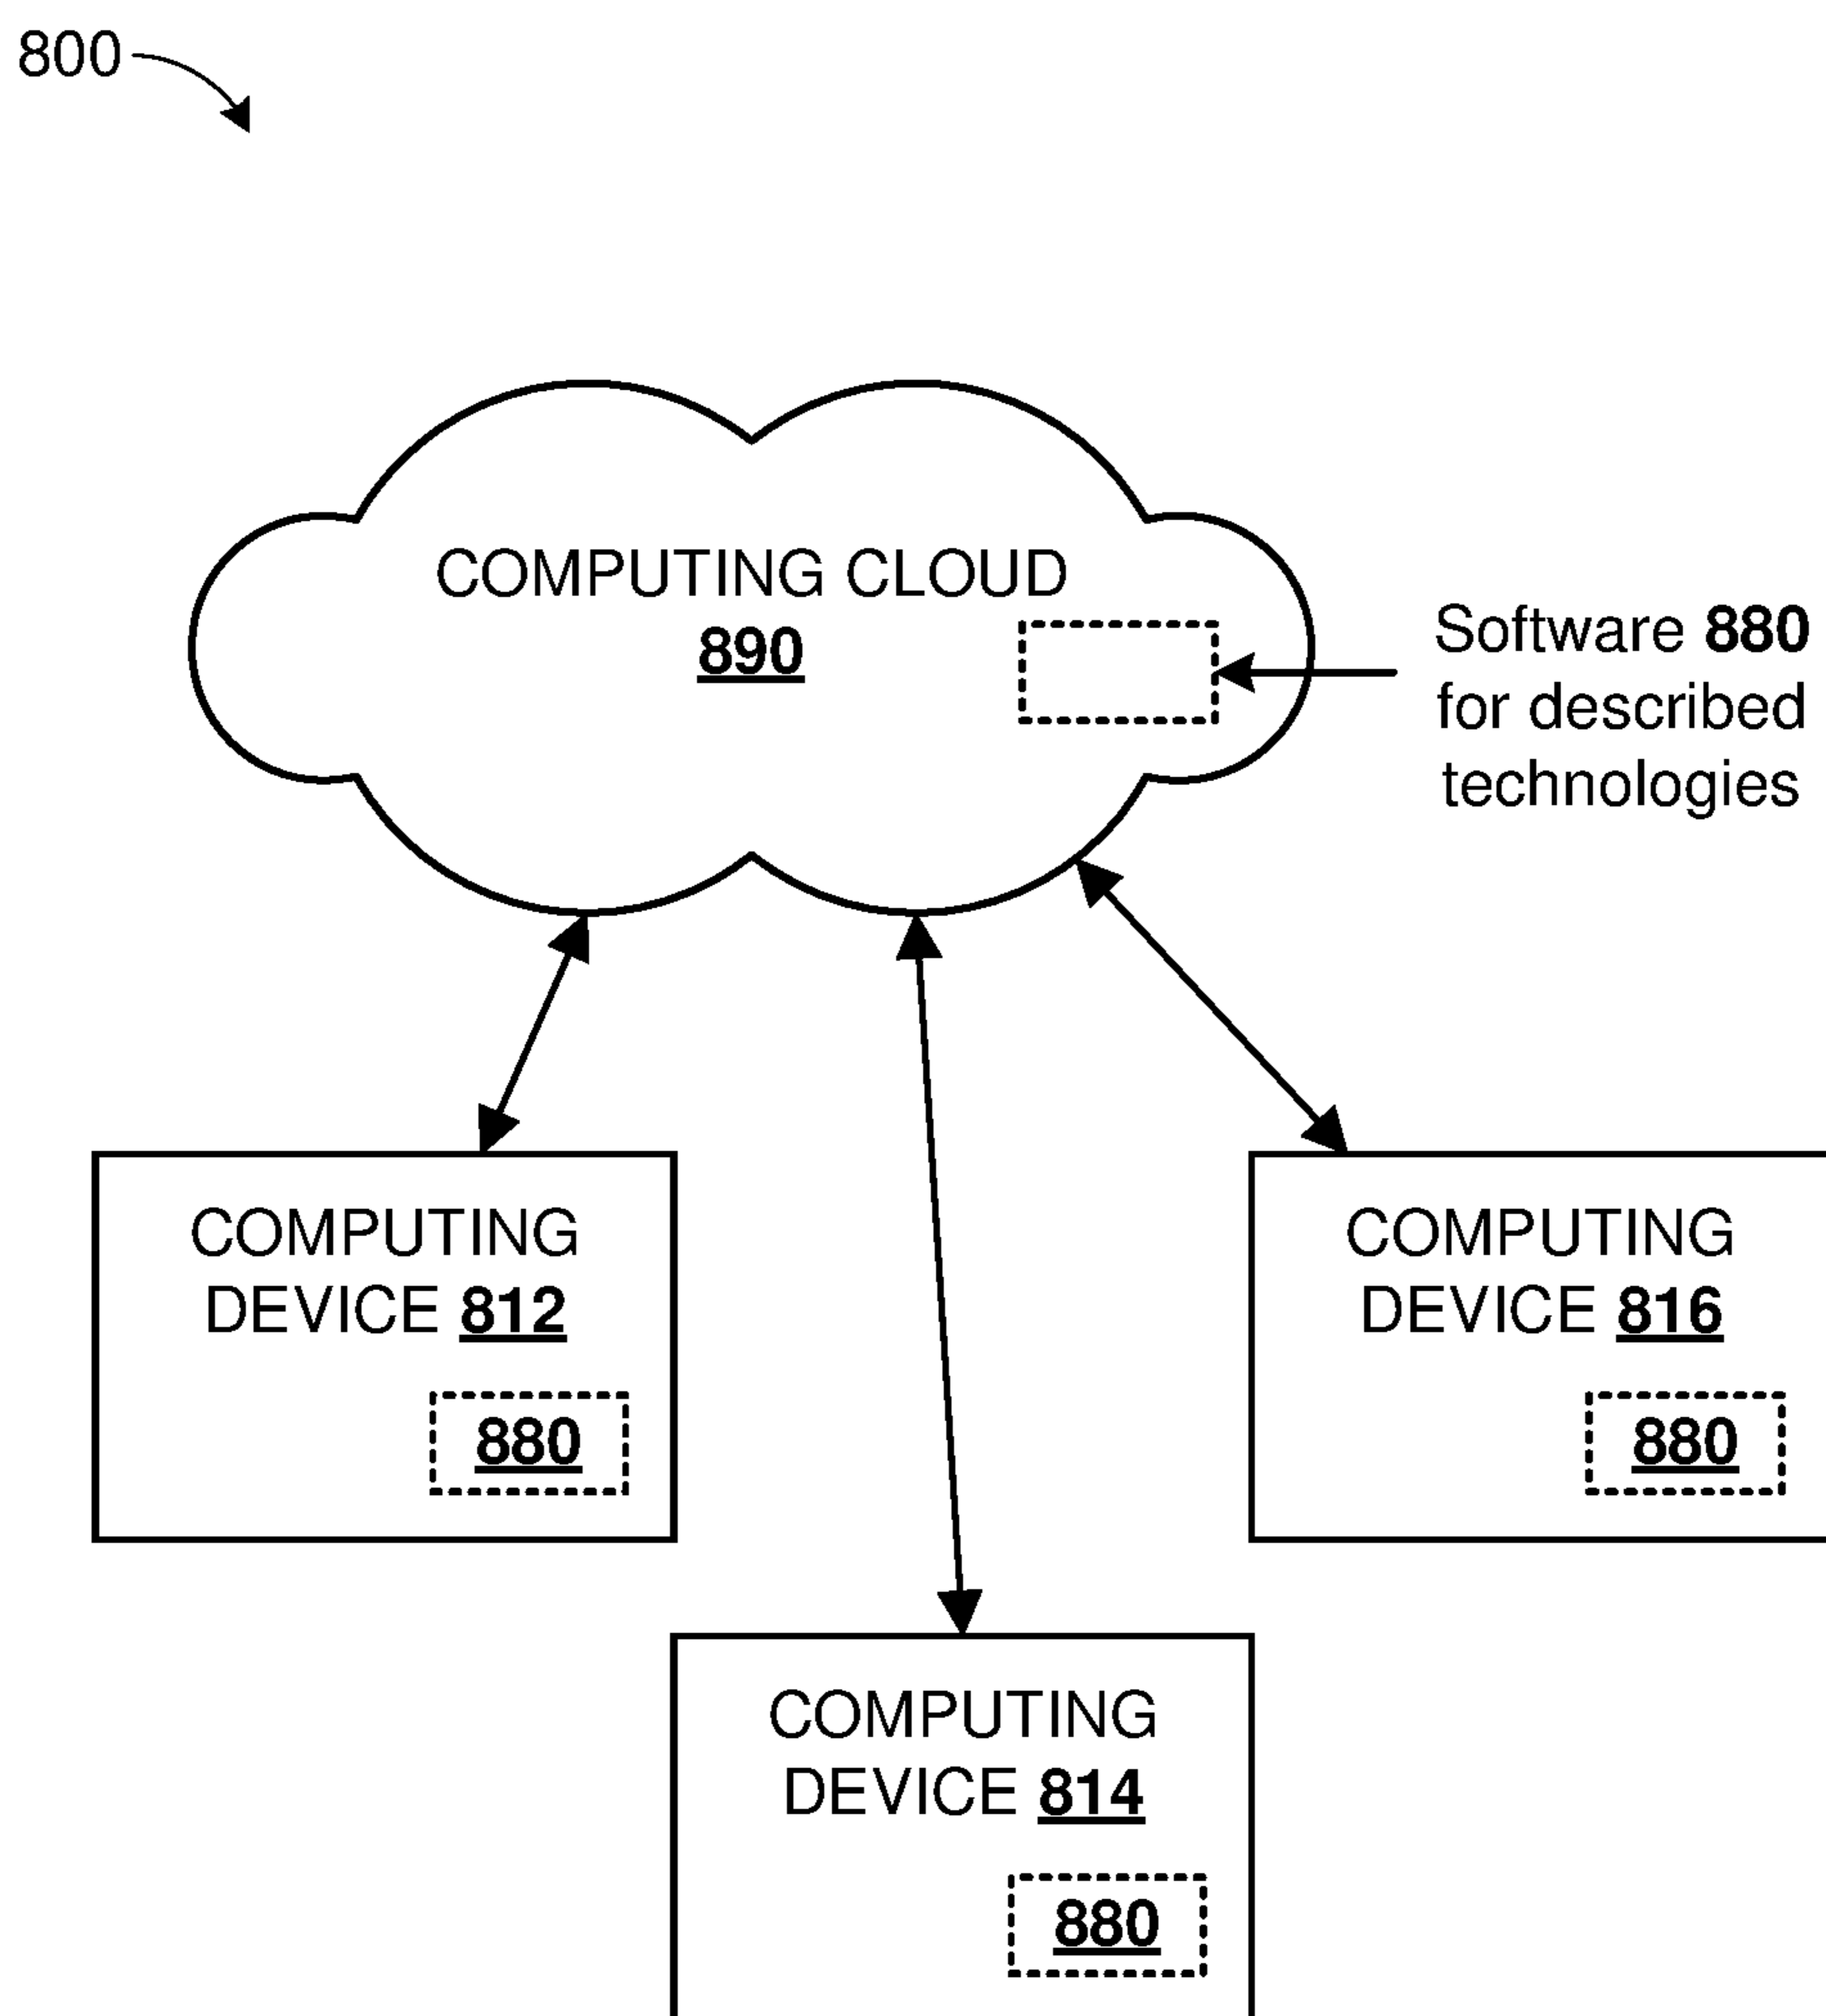 800
COMPUTING CLOUD
890
Software 880
for described
technologies
COMPUTING
DEVICE 812
880
COMPUTING
DEVICE 816
880
COMPUTING
DEVICE 814
880